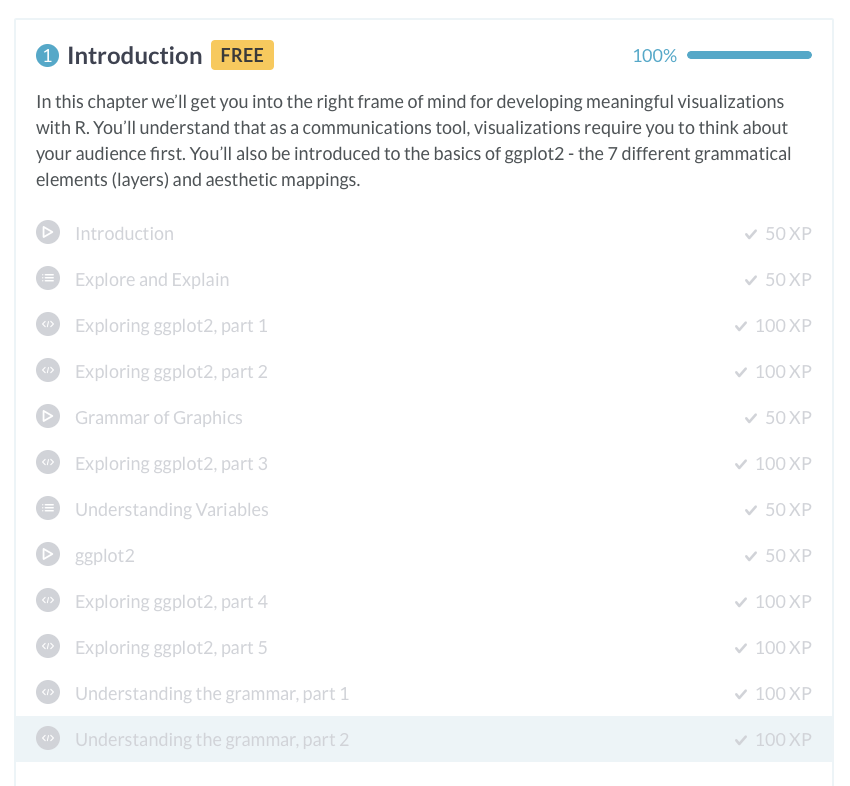 1 Introduction FREE 100%
In this chapter we'll get you into the right frame of mind for developing meaningful visualizations
with R. You'll understand that as a communications tool, visualizations require you to think about
your audience first. You'll also be introduced to the basics of ggplot2 - the 7 different grammatical
elements (layers) and aesthetic mappings.
Introduction 50 XP
Explore and Explain 50 XP
Exploring ggplot2, part 1 100 XP
Exploring ggplot2, part 2 100 XP
Grammar of Graphics 50 XP
Exploring ggplot2, part 3 100 XP
Understanding Variables 50 XP
ggplot2 50 XP
Exploring ggplot2, part 4 100 XP
Exploring ggplot2, part 5 100 XP
Understanding the grammar, part 1 100 XP
Understanding the grammar, part 2 100 XP